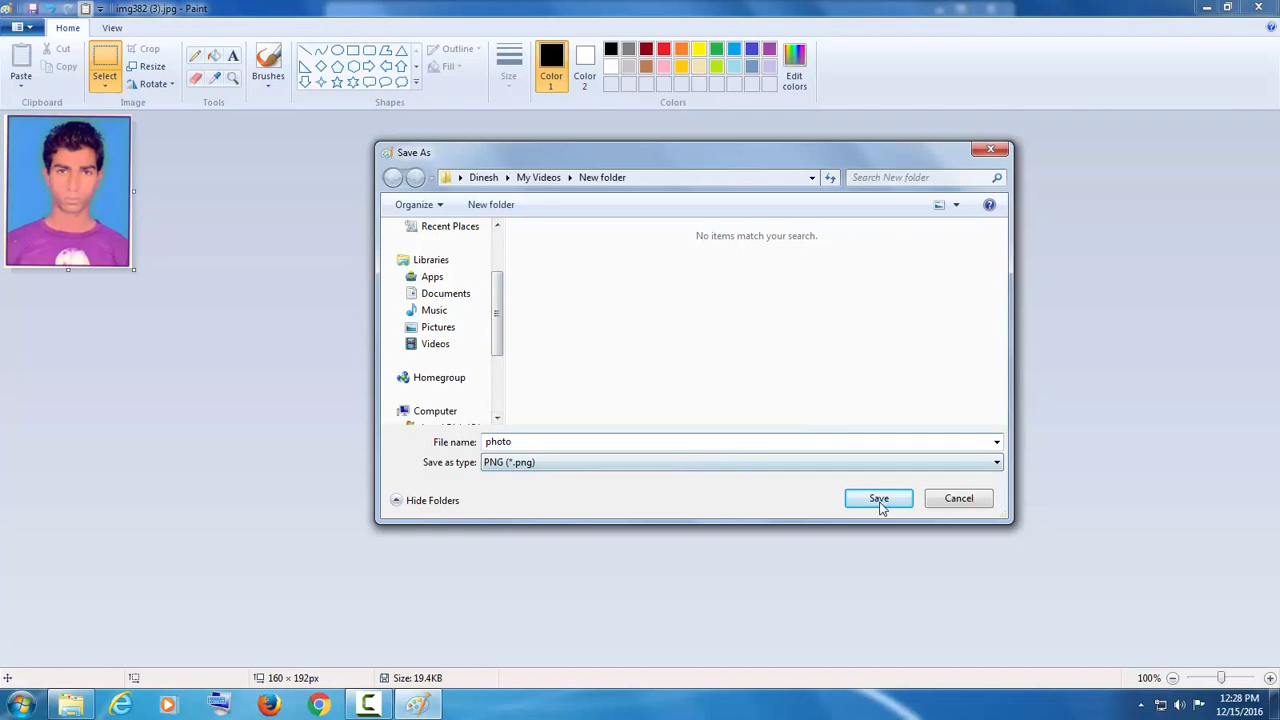 img382 (3).jpg - Paint
Home
View
Paste
Cut
Copy
Clipboard
Select
Crop
Resize
Rotate
Image
Tools
Brushes
Shapes
Outline
Fill
Size
Color 1
Color 2
Colors
Edit colors
Save As
Dinesh
My Videos
New folder
Search New folder
Organize
New folder
Recent Places
Libraries
Apps
Documents
Music
Pictures
Videos
Homegroup
Computer
No items match your search.
File name: photo
Save as type: PNG (*.png)
Hide Folders
Save
Cancel
160 × 192px
Size: 19.4KB
100%
12:28 PM
12/15/2016